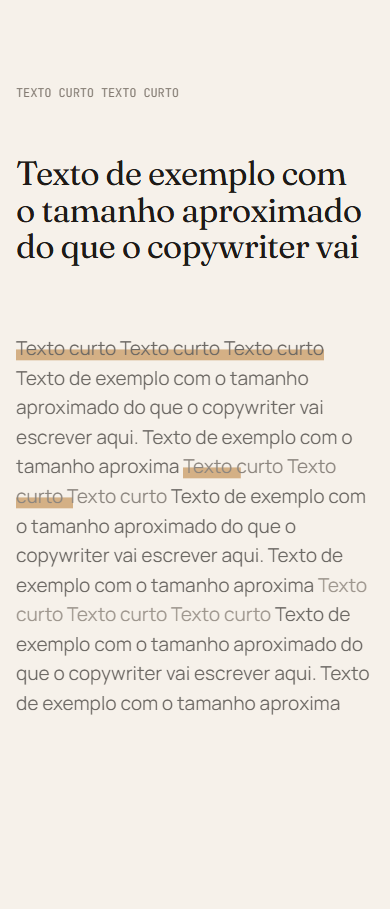 TEXTO CURTO TEXTO CURTO
Texto de exemplo com
o tamanho aproximado
do que o copywriter vai
Texto curto Texto curto Texto curto
Texto de exemplo com o tamanho
aproximado do que o copywriter vai
escrever aqui. Texto de exemplo com o
tamanho aproxima Texto curto Texto
curto Texto curto Texto de exemplo com
o tamanho aproximado do que o
copywriter vai escrever aqui. Texto de
exemplo com o tamanho aproxima Texto
curto Texto curto Texto curto Texto de
exemplo com o tamanho aproximado do
que o copywriter vai escrever aqui. Texto
de exemplo com o tamanho aproxima